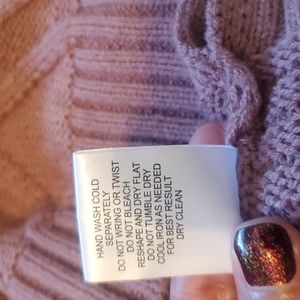 HAND WASH COLD
SEPARATELY
DO NOT WRING OR TWIST
DO NOT BLEACH
RESHAPE AND DRY FLAT
DO NOT TUMBLE DRY
COOL IRON AS NEEDED
FOR BEST RESULT
DRY CLEAN